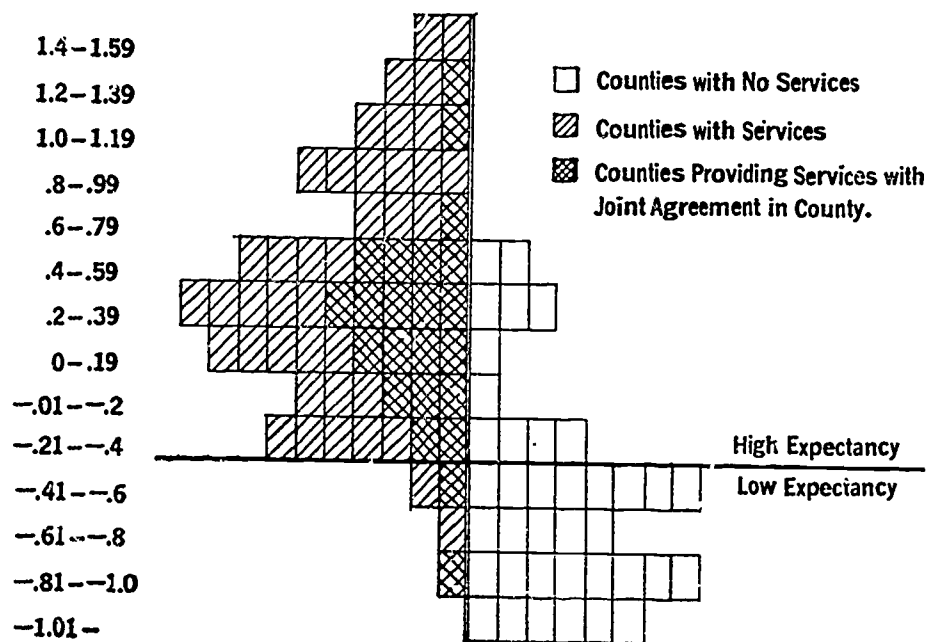 1.4–1.59
1.2–1.39
1.0–1.19
.8–.99
.6–.79
.4–.59
.2–.39
0–.19
–.01––.2
–.21––.4
–.41––.6
–.61––.8
–.81––1.0
–1.01–
Counties with No Services
Counties with Services
Counties Providing Services with
Joint Agreement in County.
High Expectancy
Low Expectancy